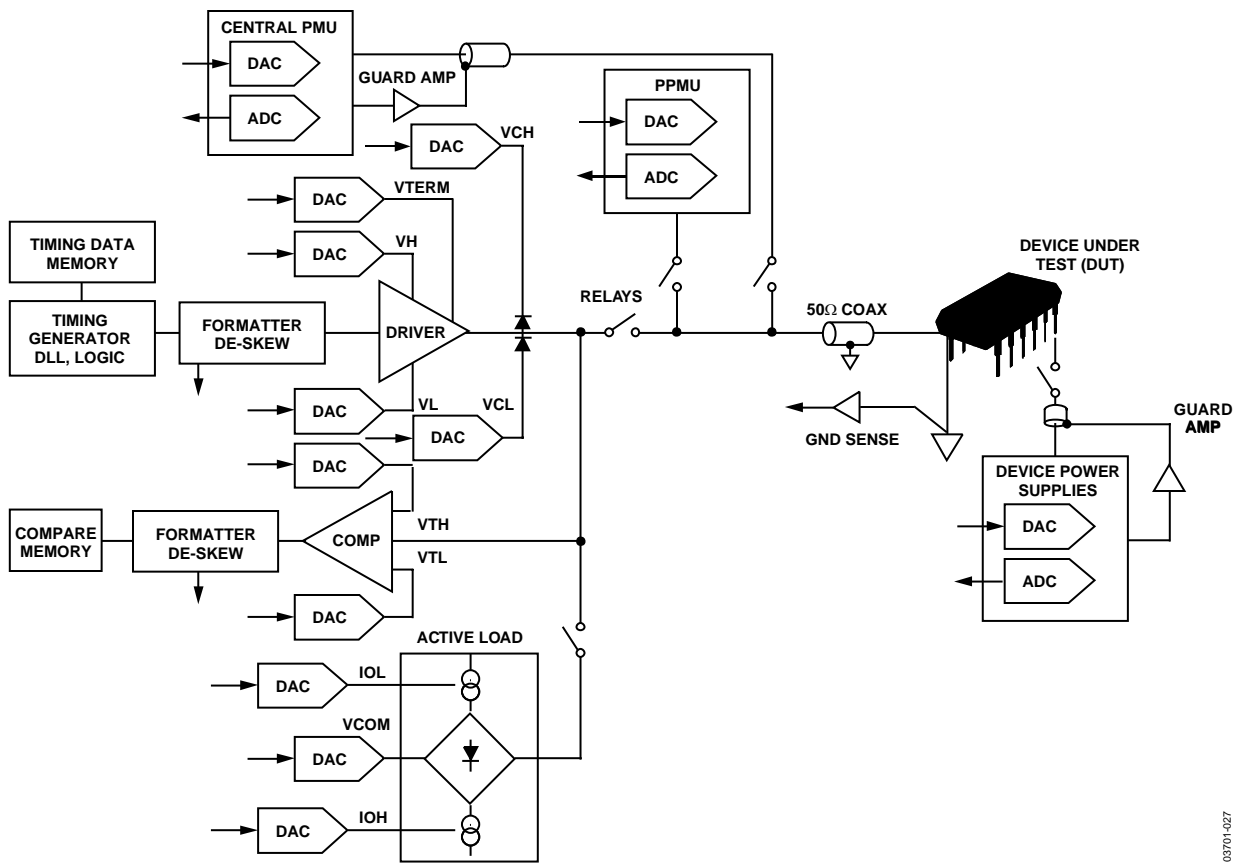 CENTRAL PMU
DAC
ADC
GUARD AMP
VCH
DAC
PPMU
DAC
ADC
DAC
VTERM
DAC
VH
TIMING DATA
MEMORY
TIMING
GENERATOR
DLL, LOGIC
FORMATTER
DE-SKEW
DRIVER
RELAYS
50Ω COAX
DEVICE UNDER
TEST (DUT)
DAC
VL
VCL
DAC
DAC
GND SENSE
GUARD
AMP
DEVICE POWER
SUPPLIES
DAC
ADC
COMPARE
MEMORY
FORMATTER
DE-SKEW
COMP
VTH
VTL
DAC
ACTIVE LOAD
DAC
IOL
VCOM
DAC
DAC
IOH
03701-027